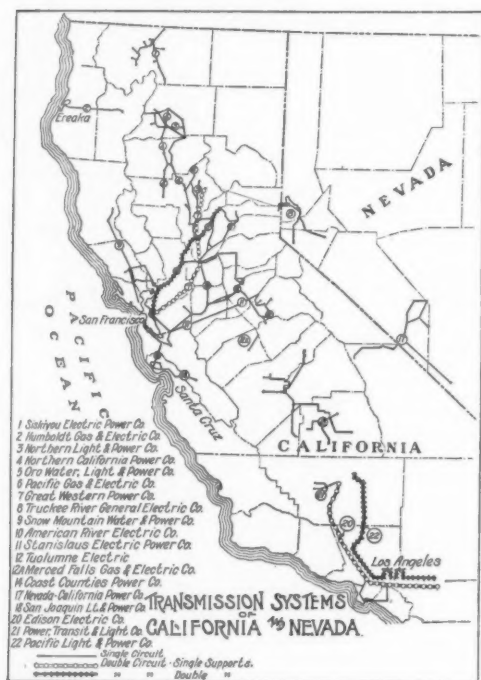 Ereaka
NEVADA
PACIFIC
OCEAN
San Francisco
Santa Cruz
CALIFORNIA
Los Angeles
20
22
1 Siskiyou Electric Power Co.
2 Humboldt Gas & Electric Co.
3 Northern Light & Power Co.
4 Northern California Power Co.
5 Oro Water, Light & Power Co.
6 Pacific Gas & Electric Co.
7 Great Western Power Co.
8 Truckee River General Electric Co.
9 Snow Mountain Water & Power Co.
10 American River Electric Co.
11 Stanislaus Electric Power Co.
12 Tuolumne Electric Co.
12A Merced Falls Gas & Electric Co.
14 Coast Counties Power Co.
17 Nevada-California Power Co.
18 San Joaquin Lt. & Power Co.
20 Edison Electric Co.
21 Power, Transit & Light Co.
22 Pacific Light & Power Co.
TRANSMISSION SYSTEMS
OF
CALIFORNIA AND NEVADA.
Single Circuit
Double Circuit - Single Supports.
" " Double "